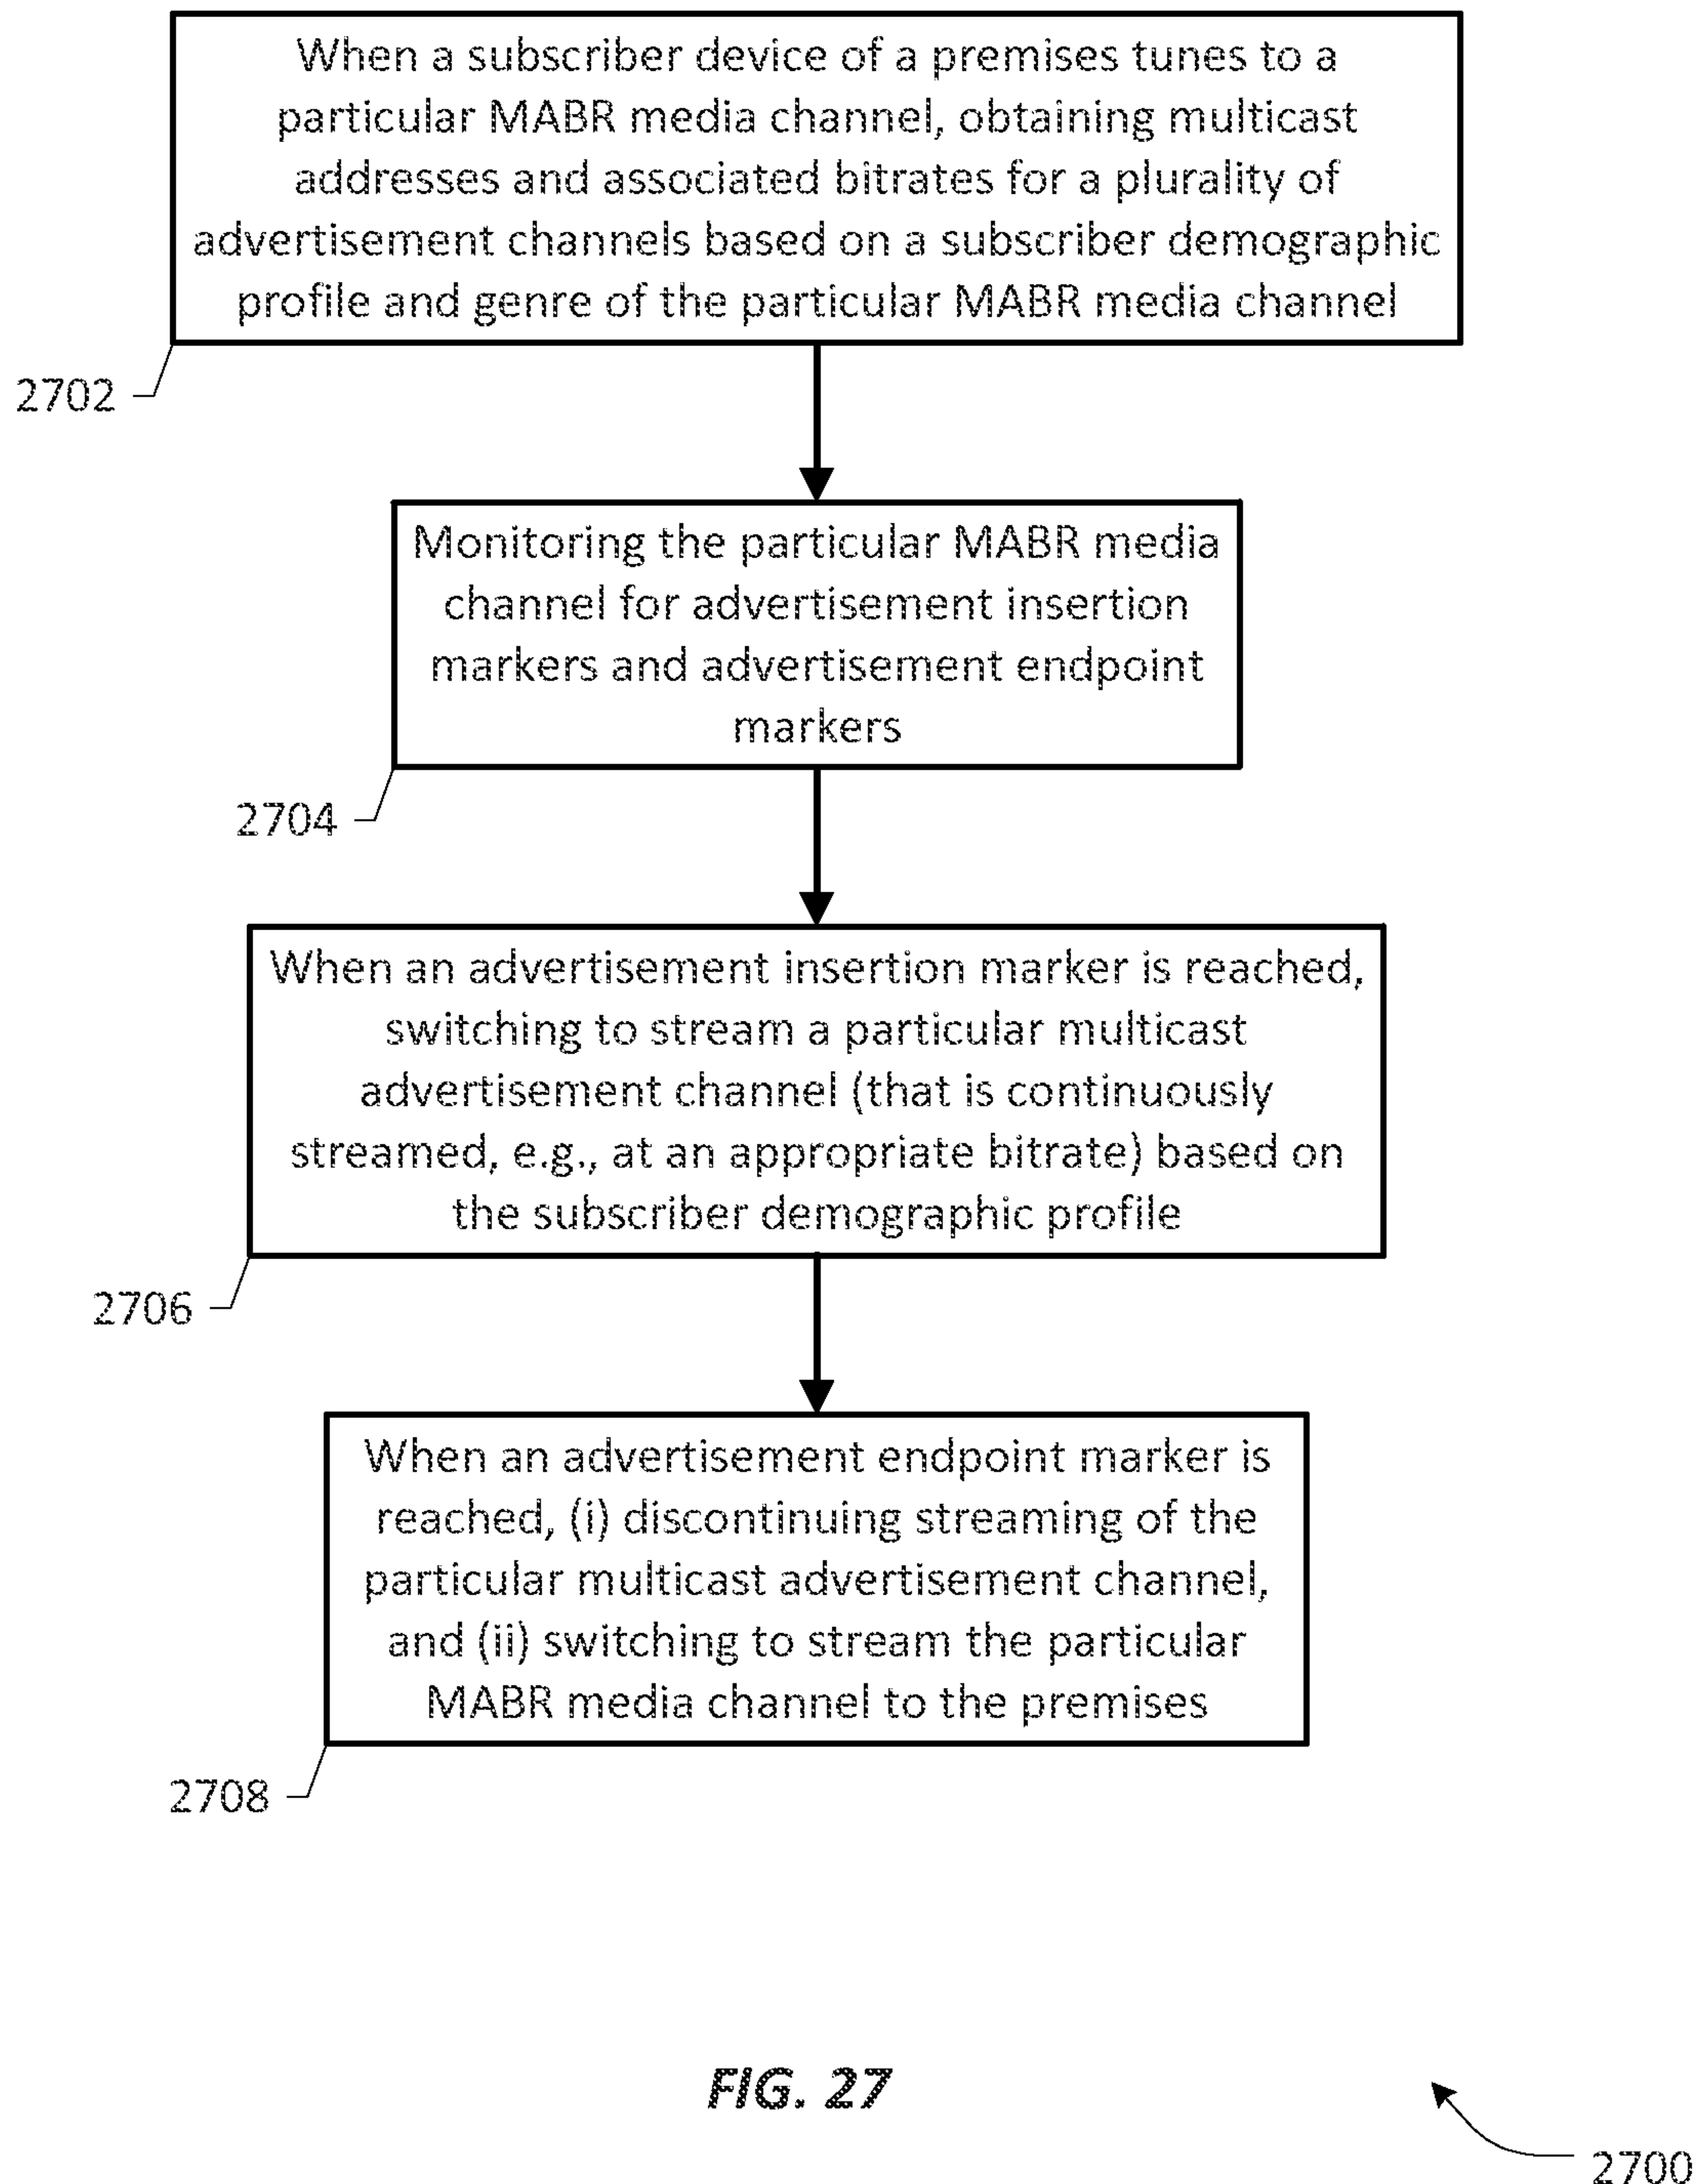 When a subscriber device of a premises tunes to a
particular MABR media channel, obtaining multicast
addresses and associated bitrates for a plurality of
advertisement channels based on a subscriber demographic
profile and genre of the particular MABR media channel
2702
Monitoring the particular MABR media
channel for advertisement insertion
markers and advertisement endpoint
markers
2704
When an advertisement insertion marker is reached,
switching to stream a particular multicast
advertisement channel (that is continuously
streamed, e.g., at an appropriate bitrate) based on
the subscriber demographic profile
2706
When an advertisement endpoint marker is
reached, (i) discontinuing streaming of the
particular multicast advertisement channel,
and (ii) switching to stream the particular
MABR media channel to the premises
2708
FIG. 27
2700